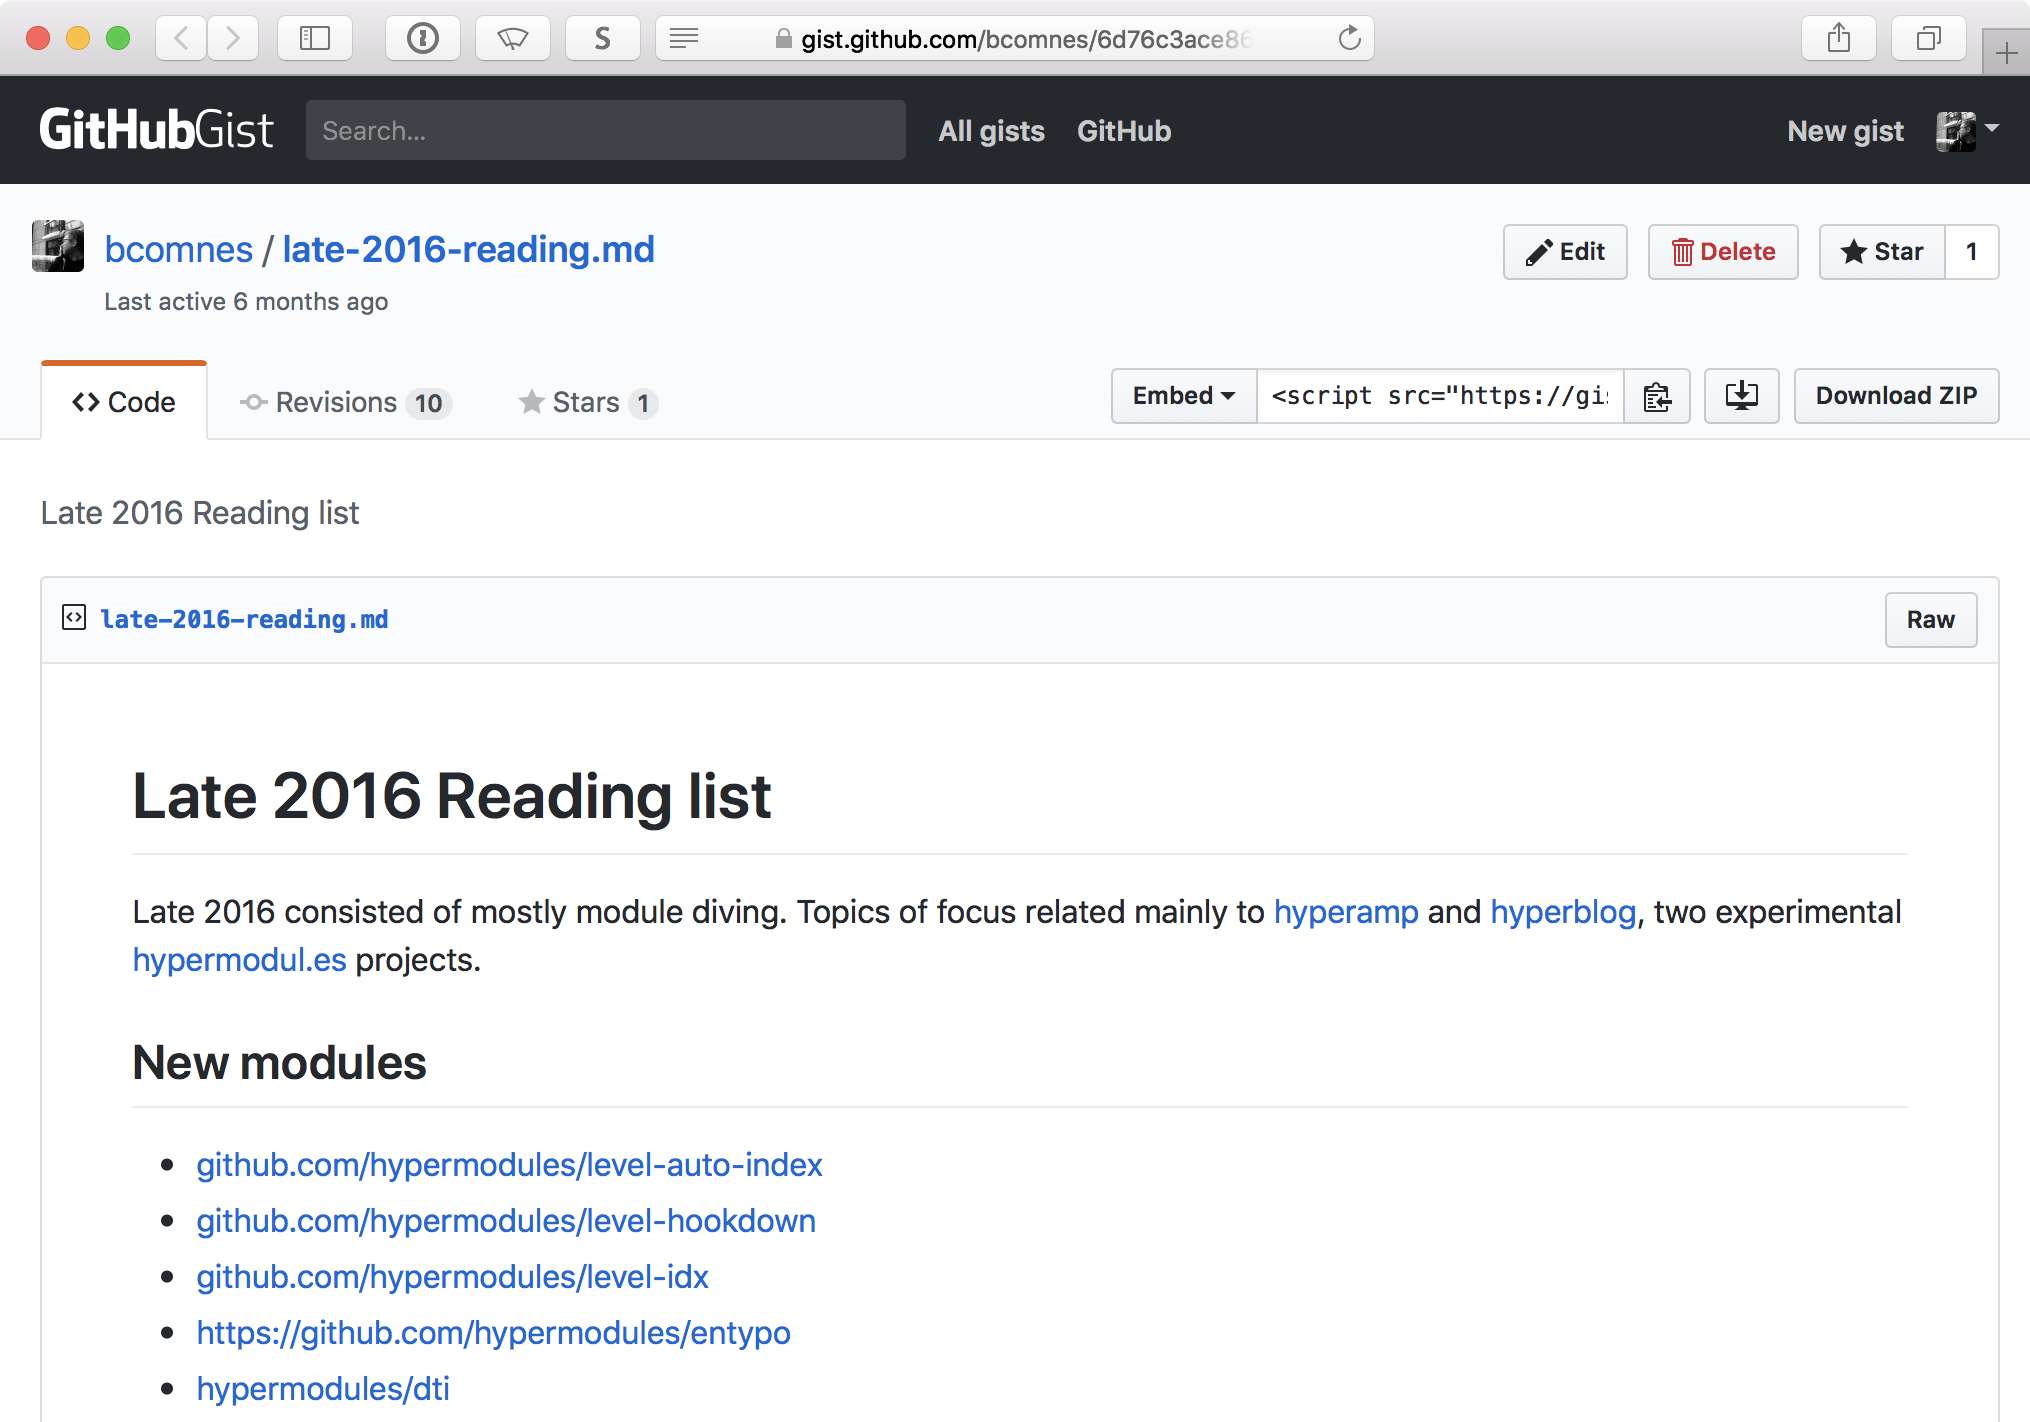 S
gist.github.com/bcomnes/6d76c3ace86
GitHubGist
Search...
All gists
GitHub
New gist
bcomnes / late-2016-reading.md
Edit
Delete
Star
1
Last active 6 months ago
Code
Revisions 10
Stars 1
Embed
<script src="https://gis
Download ZIP
Late 2016 Reading list
late-2016-reading.md
Raw
Late 2016 Reading list
Late 2016 consisted of mostly module diving. Topics of focus related mainly to hyperamp and hyperblog, two experimental
hypermodul.es projects.
New modules
github.com/hypermodules/level-auto-index
github.com/hypermodules/level-hookdown
github.com/hypermodules/level-idx
https://github.com/hypermodules/entypo
hypermodules/dti